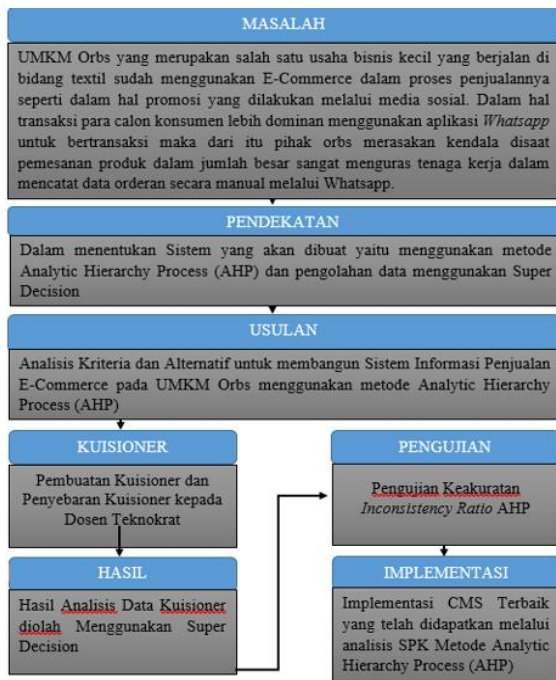 MASALAH
UMKM Orbs yang merupakan salah satu usaha bisnis kecil yang berjalan di
bidang textil sudah menggunakan E-Commerce dalam proses penjualannya
seperti dalam hal promosi yang dilakukan melalui media sosial. Dalam hal
transaksi para calon konsumen lebih dominan menggunakan aplikasi Whatsapp
untuk bertransaksi maka dari itu pihak orbs merasakan kendala disaat
pemesanan produk dalam jumlah besar sangat menguras tenaga kerja dalam
mencatat data orderan secara manual melalui Whatsapp.
PENDEKATAN
Dalam menentukan Sistem yang akan dibuat yaitu menggunakan metode
Analytic Hierarchy Process (AHP) dan pengolahan data menggunakan Super
Decision
USULAN
Analisis Kriteria dan Alternatif untuk membangun Sistem Informasi Penjualan
E-Commerce pada UMKM Orbs menggunakan metode Analytic Hierarchy
Process (AHP)
KUISIONER
Pembuatan Kuisioner dan
Penyebaran Kuisioner kepada
Dosen Teknokrat
HASIL
Hasil Analisis Data Kuisioner
diolah Menggunakan Super
Decision
PENGUJIAN
Pengujian Keakuratan
Inconsistency Ratio AHP
IMPLEMENTASI
Implementasi CMS Terbaik
yang telah didapatkan melalui
analisis SPK Metode Analytic
Hierarchy Process (AHP)